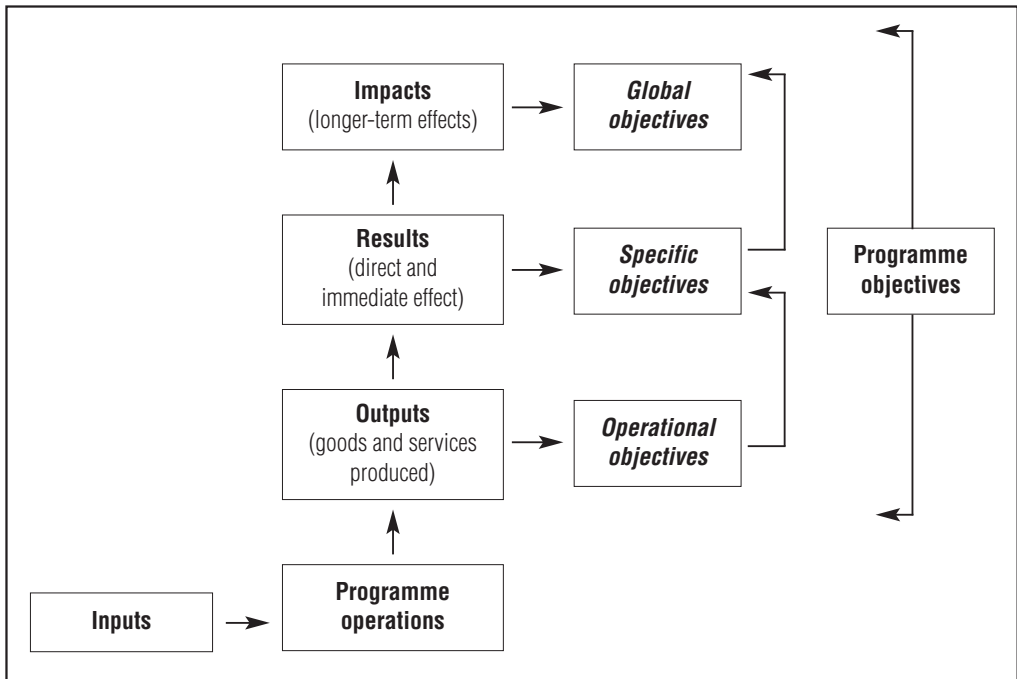 Impacts
(longer-term effects)
Global
objectives
Results
(direct and
immediate effect)
Specific
objectives
Programme
objectives
Outputs
(goods and services
produced)
Operational
objectives
Inputs
Programme
operations